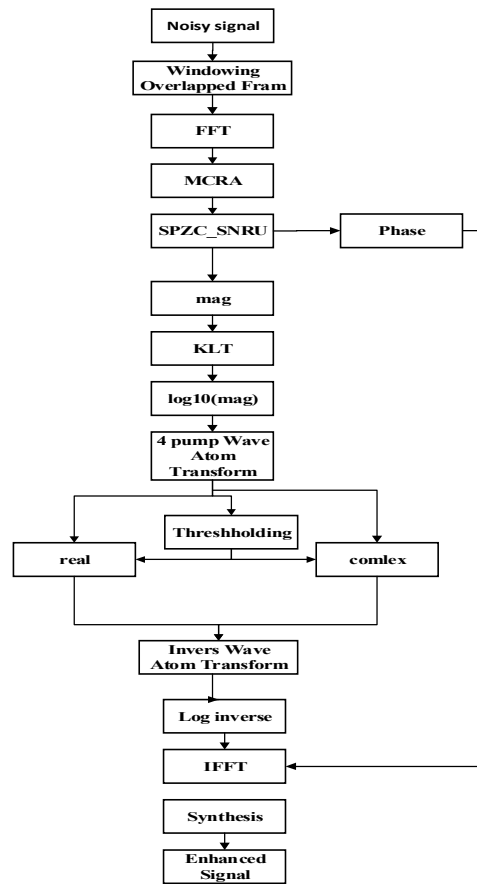 Noisy signal
Windowing
Overlapped Fram
FFT
MCRA
SPZC_SNRU
Phase
mag
KLT
log10(mag)
4 pump Wave
Atom
Transform
Threshholding
real
comlex
Invers Wave
Atom Transform
Log inverse
IFFT
Synthesis
Enhanced
Signal